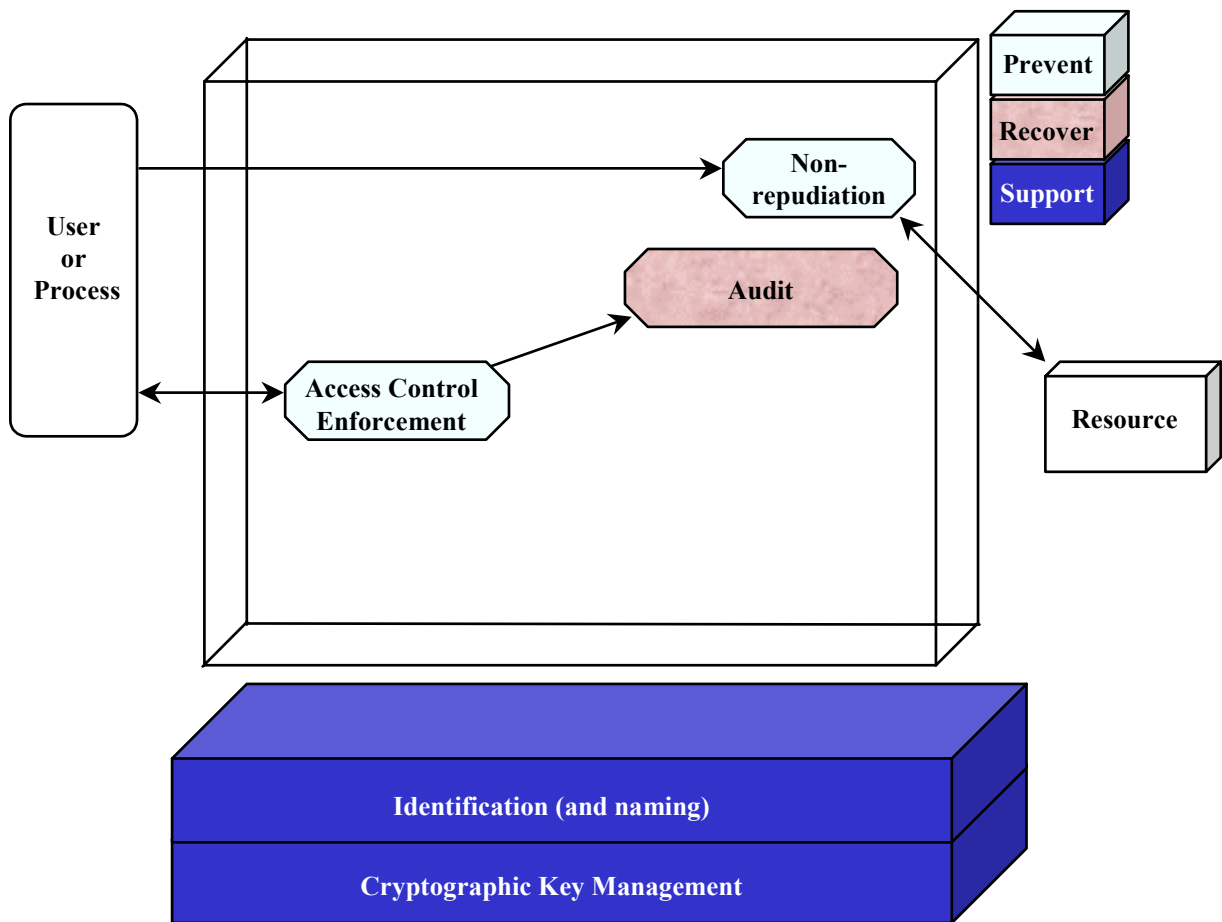 Prevent
Recover
Support
Non-
repudiation
User
or
Process
Audit
Access Control
Enforcement
Resource
Identification (and naming)
Cryptographic Key Management